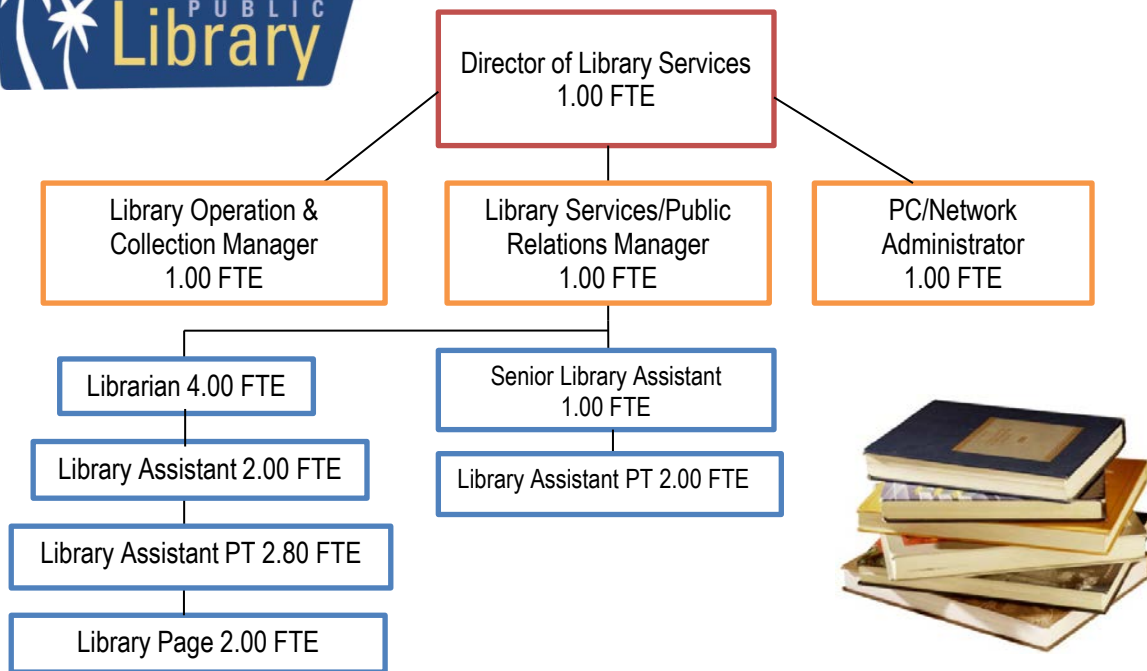 PUBLIC
Library
Director of Library Services
1.00 FTE
Library Operation &
Collection Manager
1.00 FTE
Library Services/Public
Relations Manager
1.00 FTE
PC/Network
Administrator
1.00 FTE
Librarian 4.00 FTE
Senior Library Assistant
1.00 FTE
Library Assistant 2.00 FTE
Library Assistant PT 2.00 FTE
Library Assistant PT 2.80 FTE
Library Page 2.00 FTE